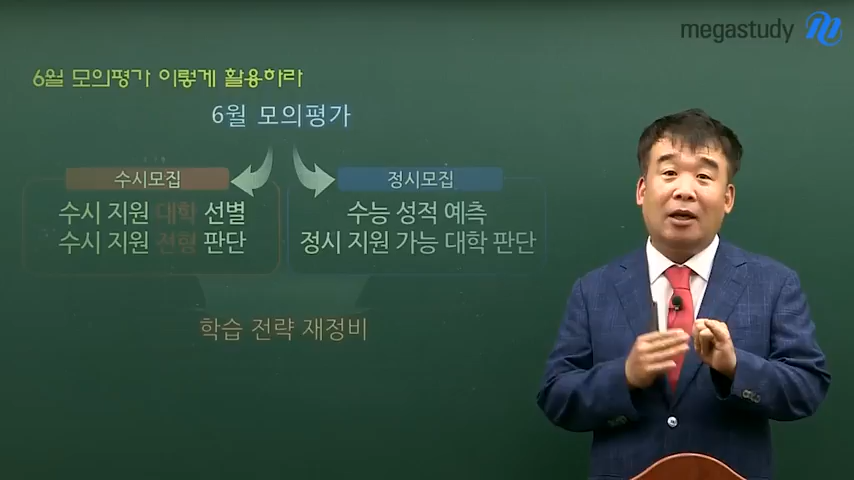 megastudy
6월 모의평가 이렇게 활용하라
6월 모의평가
수시모집
정시모집
수시 지원 대학 선별
수시 지원 전형 판단
수능 성적 예측
정시 지원 가능 대학 판단
학습 전략 재정비